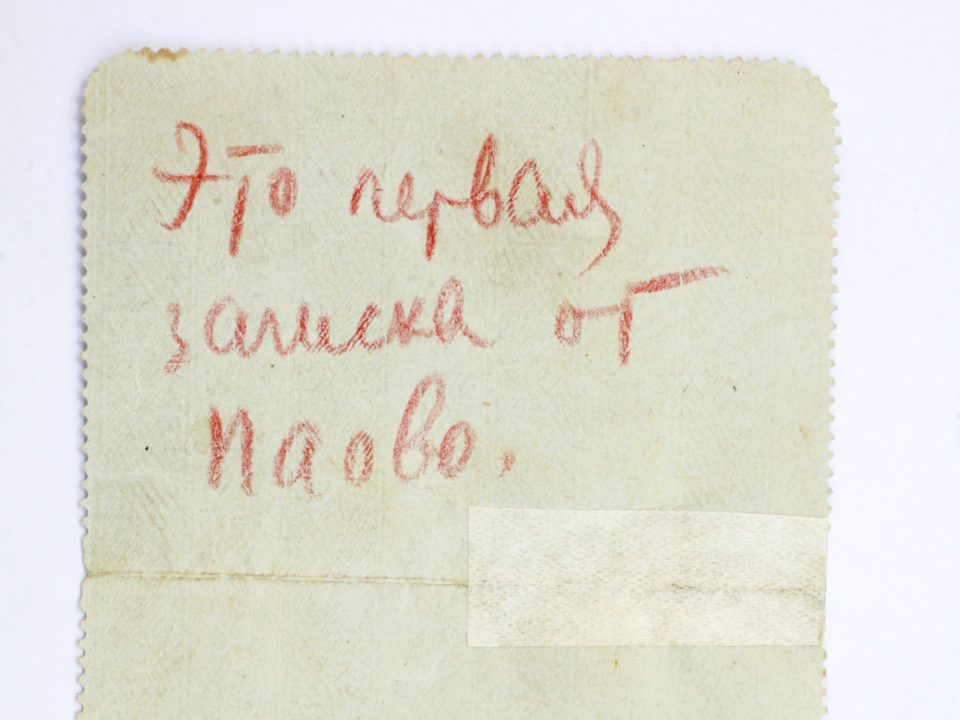 Это первая
записка от
Паово.